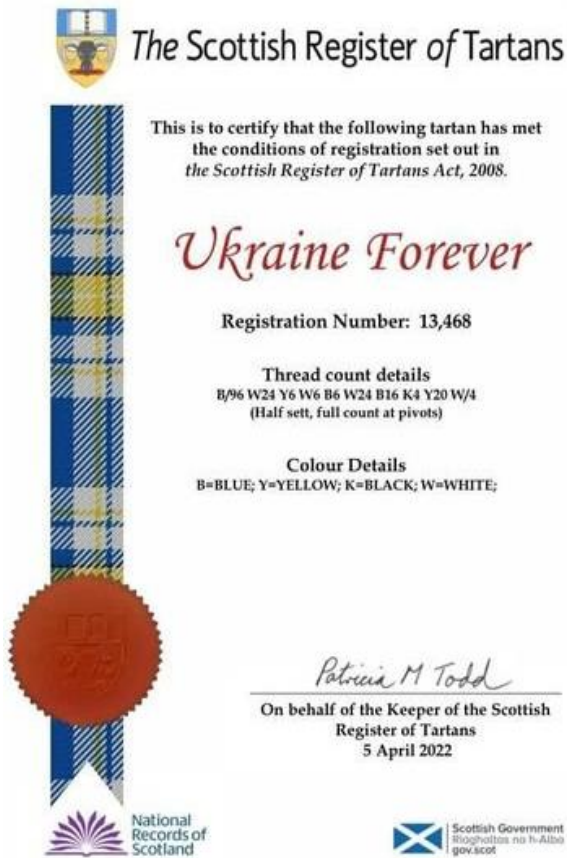 The Scottish Register of Tartans
This is to certify that the following tartan has met
the conditions of registration set out in
the Scottish Register of Tartans Act, 2008.
Ukraine Forever
Registration Number: 13,468
Thread count details
B/96 W24 Y6 W6 B6 W24 B16 K4 Y20 W/4
(Half sett, full count at pivots)
Colour Details
B=BLUE; Y=YELLOW; K=BLACK; W=WHITE;
Patricia M Todd
On behalf of the Keeper of the Scottish
Register of Tartans
5 April 2022
National
Records of
Scotland
Scottish Government
Riaghaltas na h-Alba
gov.scot